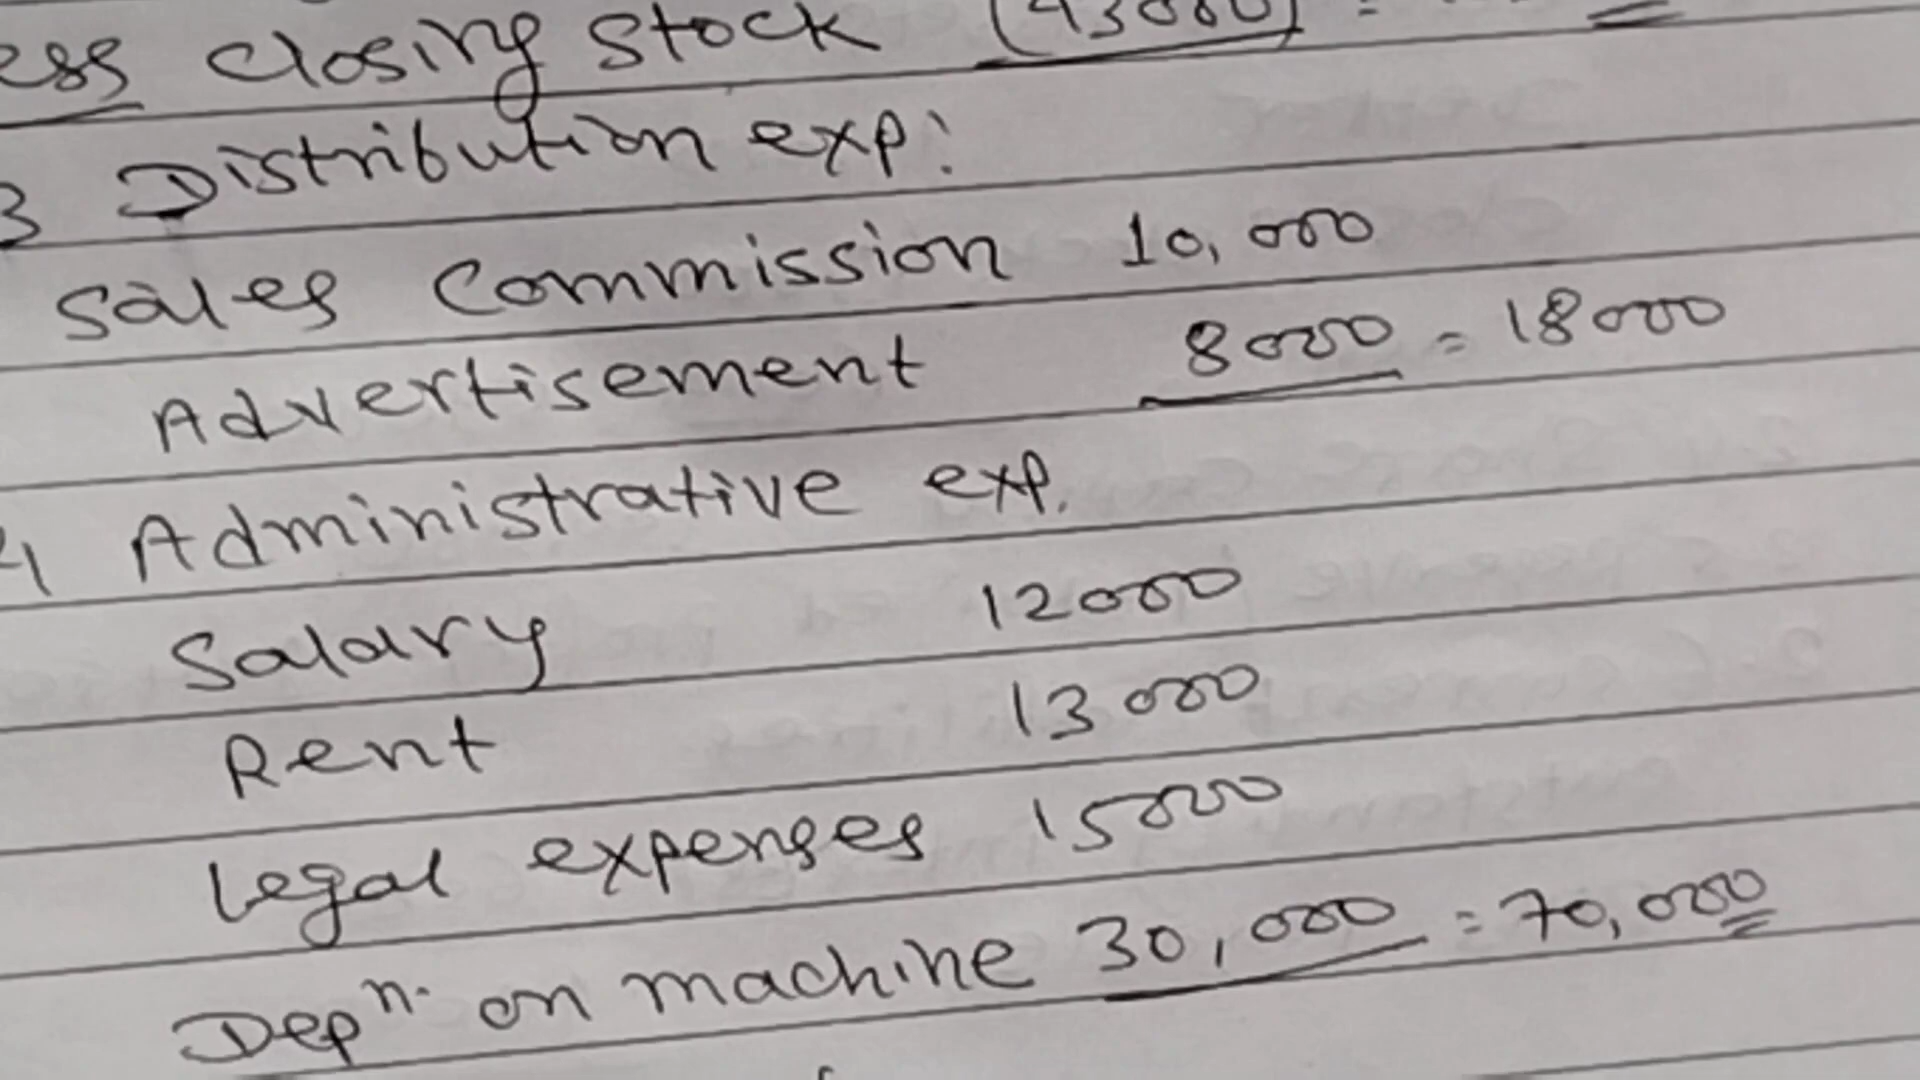 ess closing stock
3 Distribution exp:
Sales Commission 10,000
Advertisement 8000 = 18000
4 Administrative exp.
Salary 12000
Rent 13000
Legal expenses 15000
Depn. on machine 30,000 = 70,000